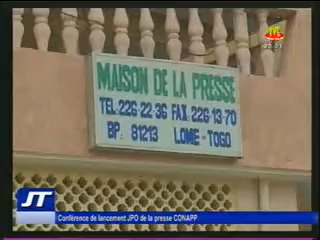 MAISON DE LA PRESSE
TEL:226-22-36 FAX:226-13-70
BP: 81213 LOME-TOGO
JT
Conférence de lancement JPO de la presse CONAPP